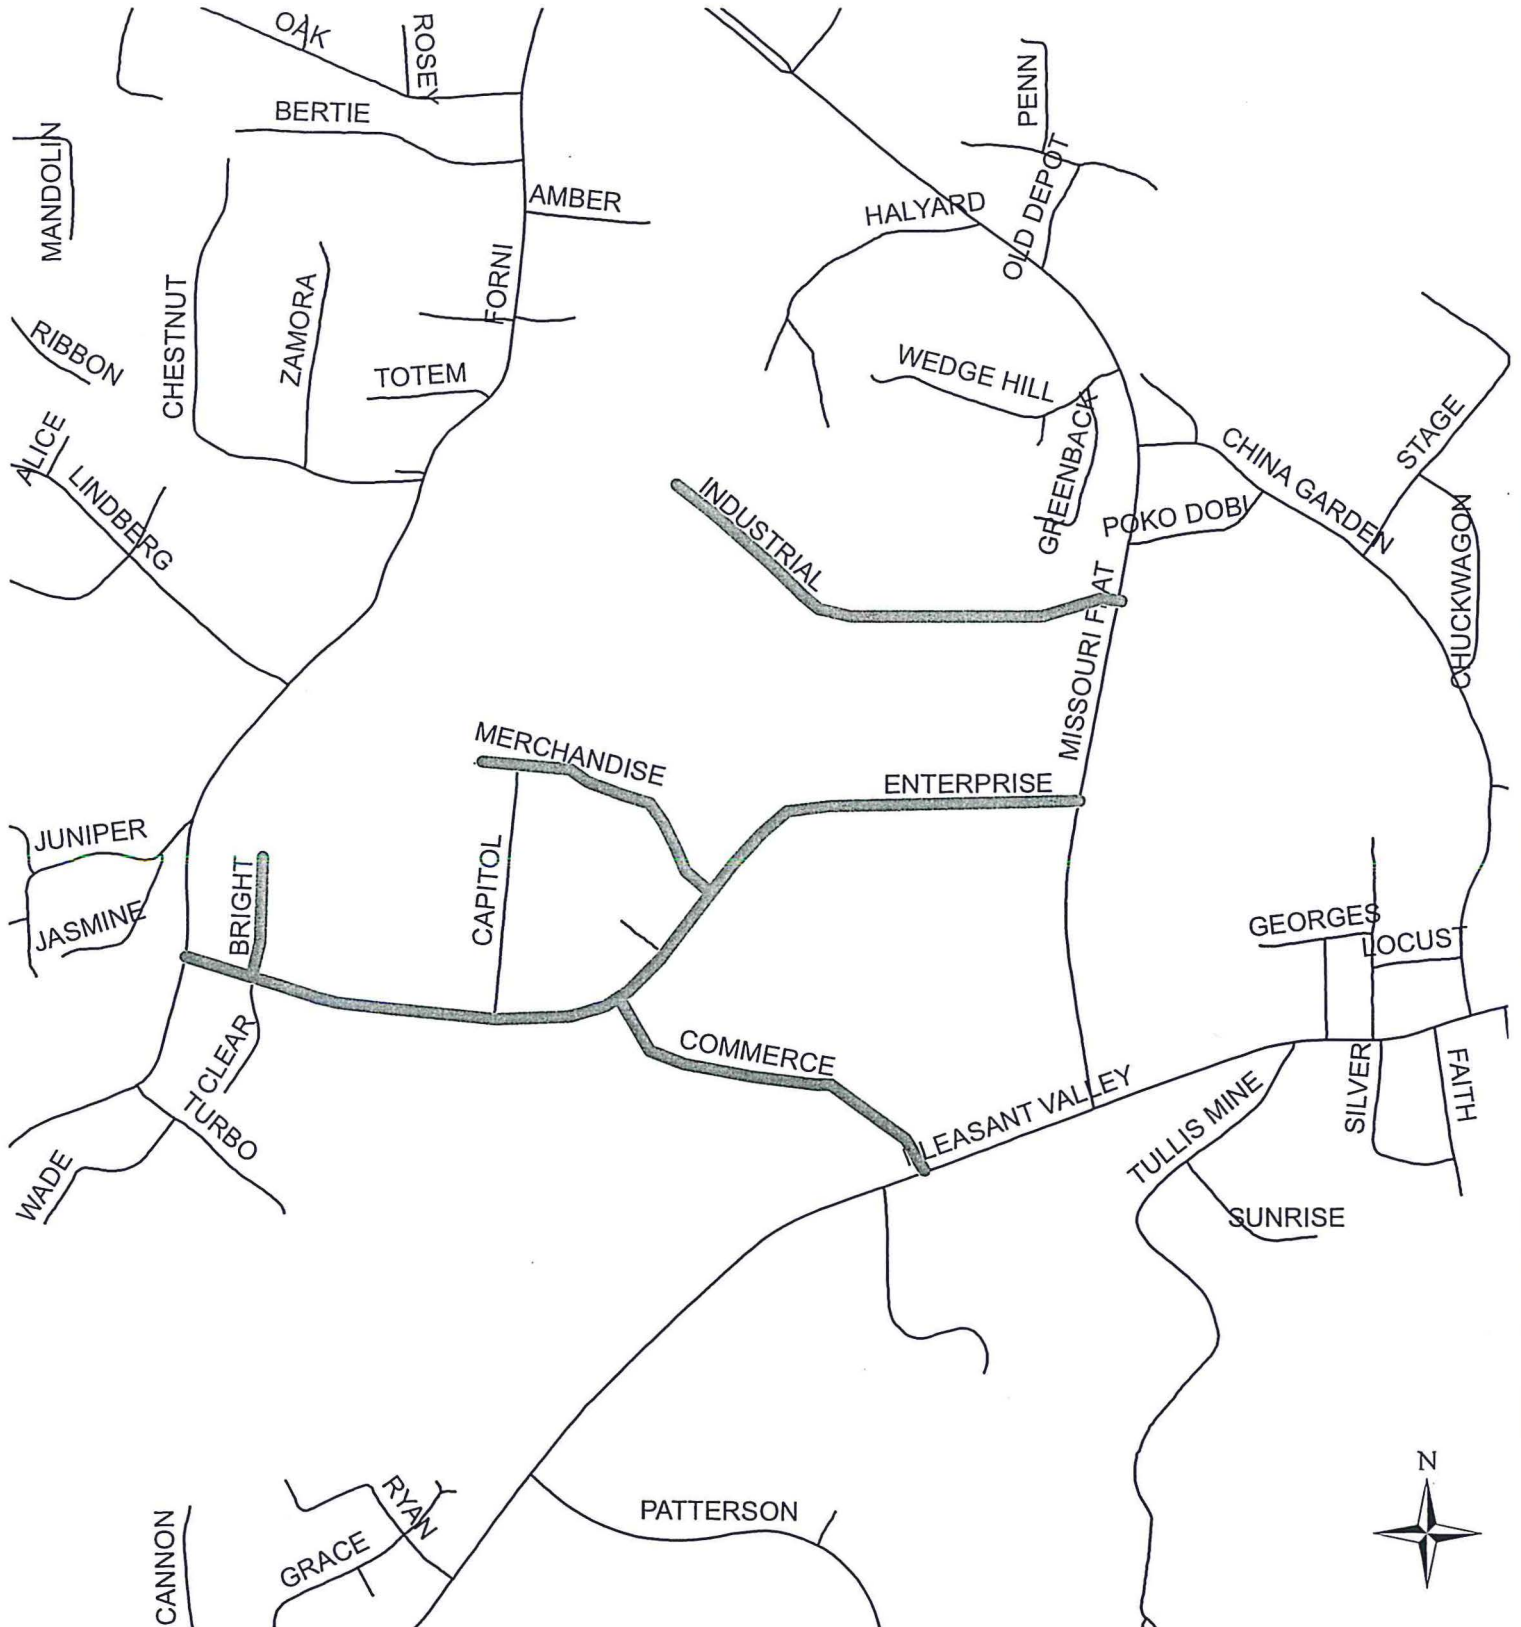 OAK
ROSEY
BERTIE
PENN
MANDOLIN
OLD DEPOT
AMBER
HALYARD
FORNI
CHESTNUT
ZAMORA
RIBBON
TOTEM
WEDGE HILL
GREENBACK
STAGE
CHINA GARDEN
ALICE
LINDBERG
INDUSTRIAL
POKO DOBI
CHUCKWAGON
MISSOURI FLAT
MERCHANDISE
ENTERPRISE
JUNIPER
CAPITOL
BRIGHT
JASMINE
GEORGES
LOCUST
CLEAR
COMMERCE
TURBO
LEASANT VALLEY
TULLIS MINE
SILVER
FAITH
WADE
SUNRISE
N
RYAN
PATTERSON
GRACE
CANNON